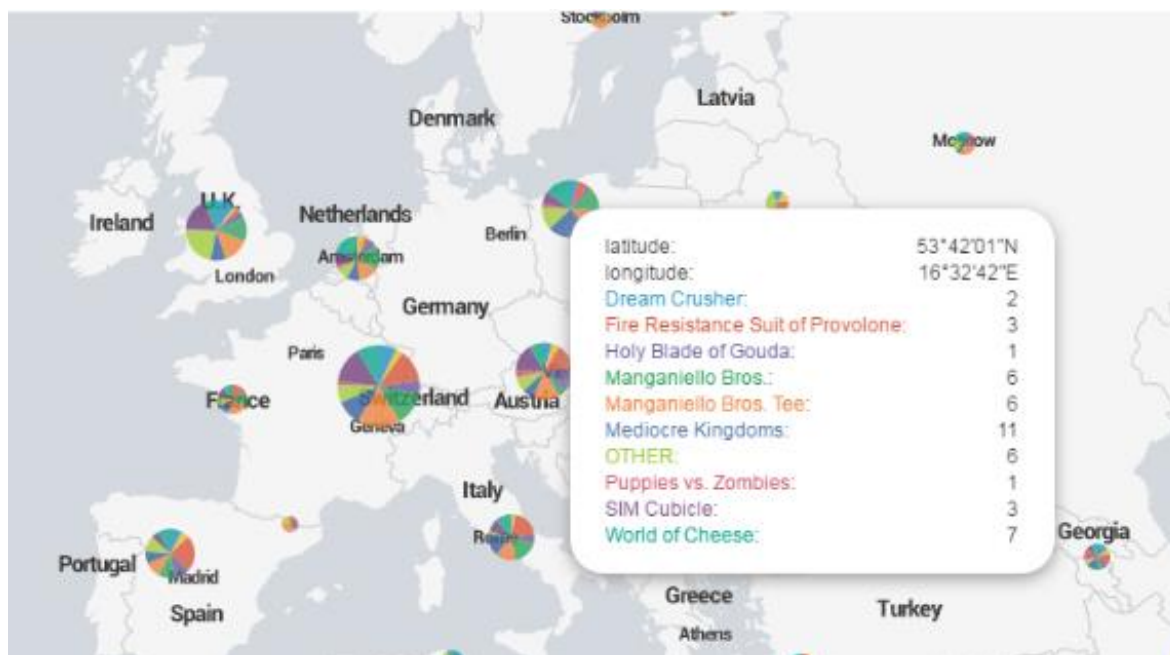 Stockholm
Latvia
Denmark
Moscow
U.K.
Ireland
Netherlands
Berlin
Amsterdam
London
Germany
Paris
Switzerland
France
Austria
Geneva
Italy
Rome
Portugal
Madrid
Spain
Georgia
Greece
Turkey
Athens
latitude: 53°42'01"N
longitude: 16°32'42"E
Dream Crusher: 2
Fire Resistance Suit of Provolone: 3
Holy Blade of Gouda: 1
Manganiello Bros.: 6
Manganiello Bros. Tee: 6
Mediocre Kingdoms: 11
OTHER: 6
Puppies vs. Zombies: 1
SIM Cubicle: 3
World of Cheese: 7